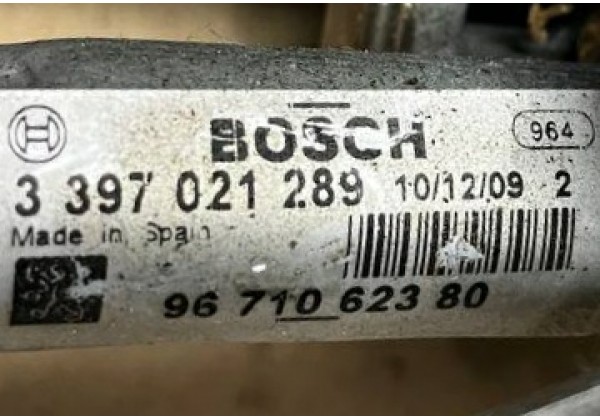 BOSCH 964
3 397 021 289 10/12/09 2
Made in Spain
96 710 623 80